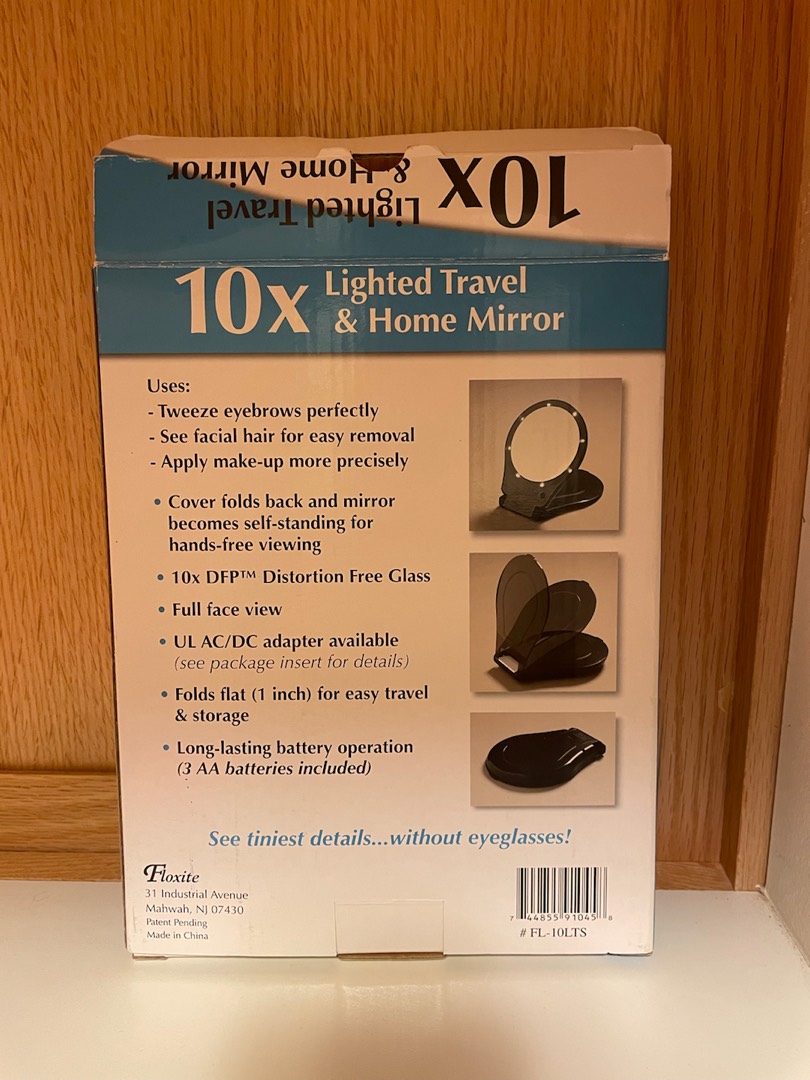 10x Lighted Travel
& Home Mirror
10x Lighted Travel
& Home Mirror
Uses:
- Tweeze eyebrows perfectly
- See facial hair for easy removal
- Apply make-up more precisely
• Cover folds back and mirror
becomes self-standing for
hands-free viewing
• 10x DFP™ Distortion Free Glass
• Full face view
• UL AC/DC adapter available
(see package insert for details)
• Folds flat (1 inch) for easy travel
& storage
• Long-lasting battery operation
(3 AA batteries included)
See tiniest details...without eyeglasses!
Floxite
31 Industrial Avenue
Mahwah, NJ 07430
Patent Pending
Made in China
7 44855 91045 8
# FL-10LTS